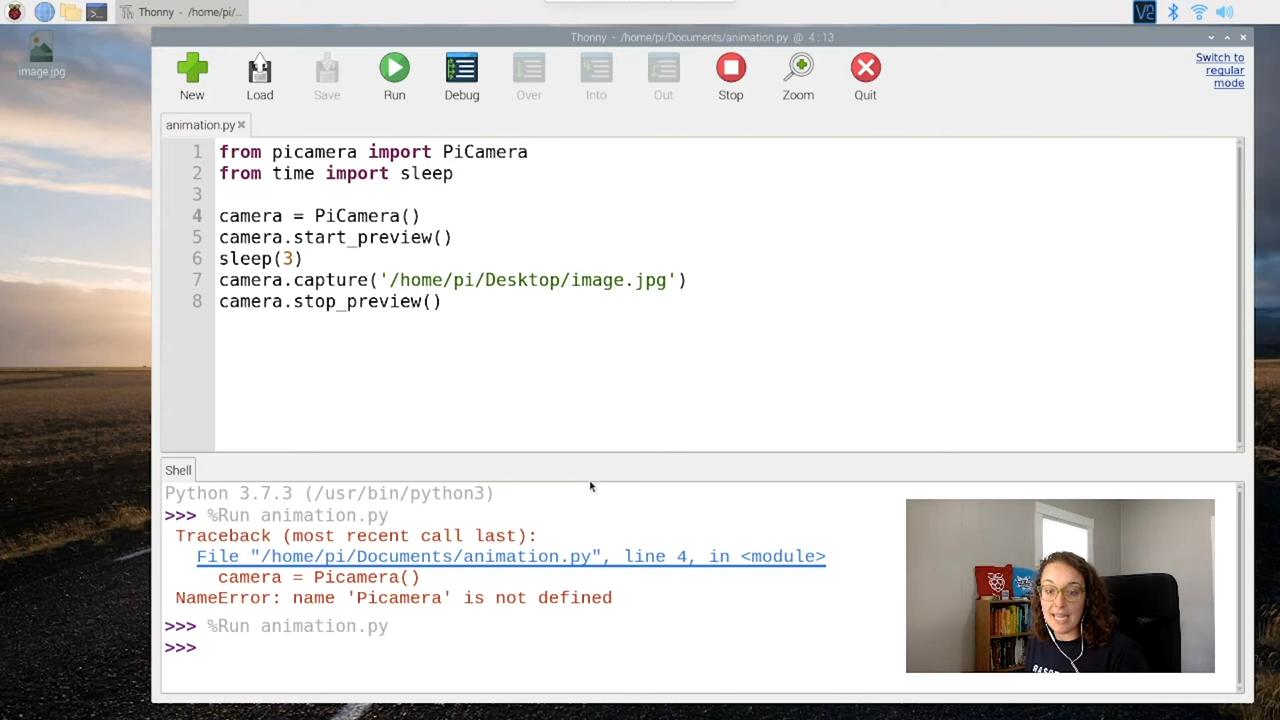 Thonny - /home/pi/...
Thonny - /home/pi/Documents/animation.py @ 4:13
image.jpg
New
Load
Save
Run
Debug
Over
Into
Out
Stop
Zoom
Quit
Switch to
regular
mode
animation.py
1 from picamera import PiCamera
2 from time import sleep
3
4 camera = PiCamera()
5 camera.start_preview()
6 sleep(3)
7 camera.capture('/home/pi/Desktop/image.jpg')
8 camera.stop_preview()
Shell
Python 3.7.3 (/usr/bin/python3)
>>> %Run animation.py
Traceback (most recent call last):
File "/home/pi/Documents/animation.py", line 4, in <module>
camera = Picamera()
NameError: name 'Picamera' is not defined
>>> %Run animation.py
>>>